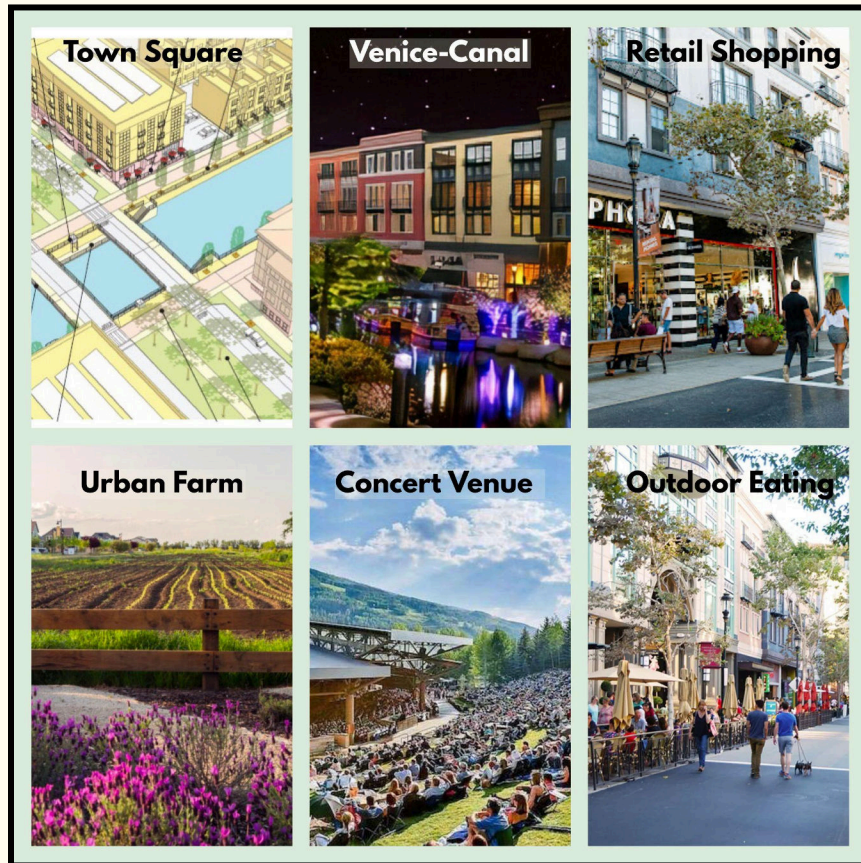 Town Square
Venice-Canal
Retail Shopping
PHORA
Urban Farm
Concert Venue
Outdoor Eating